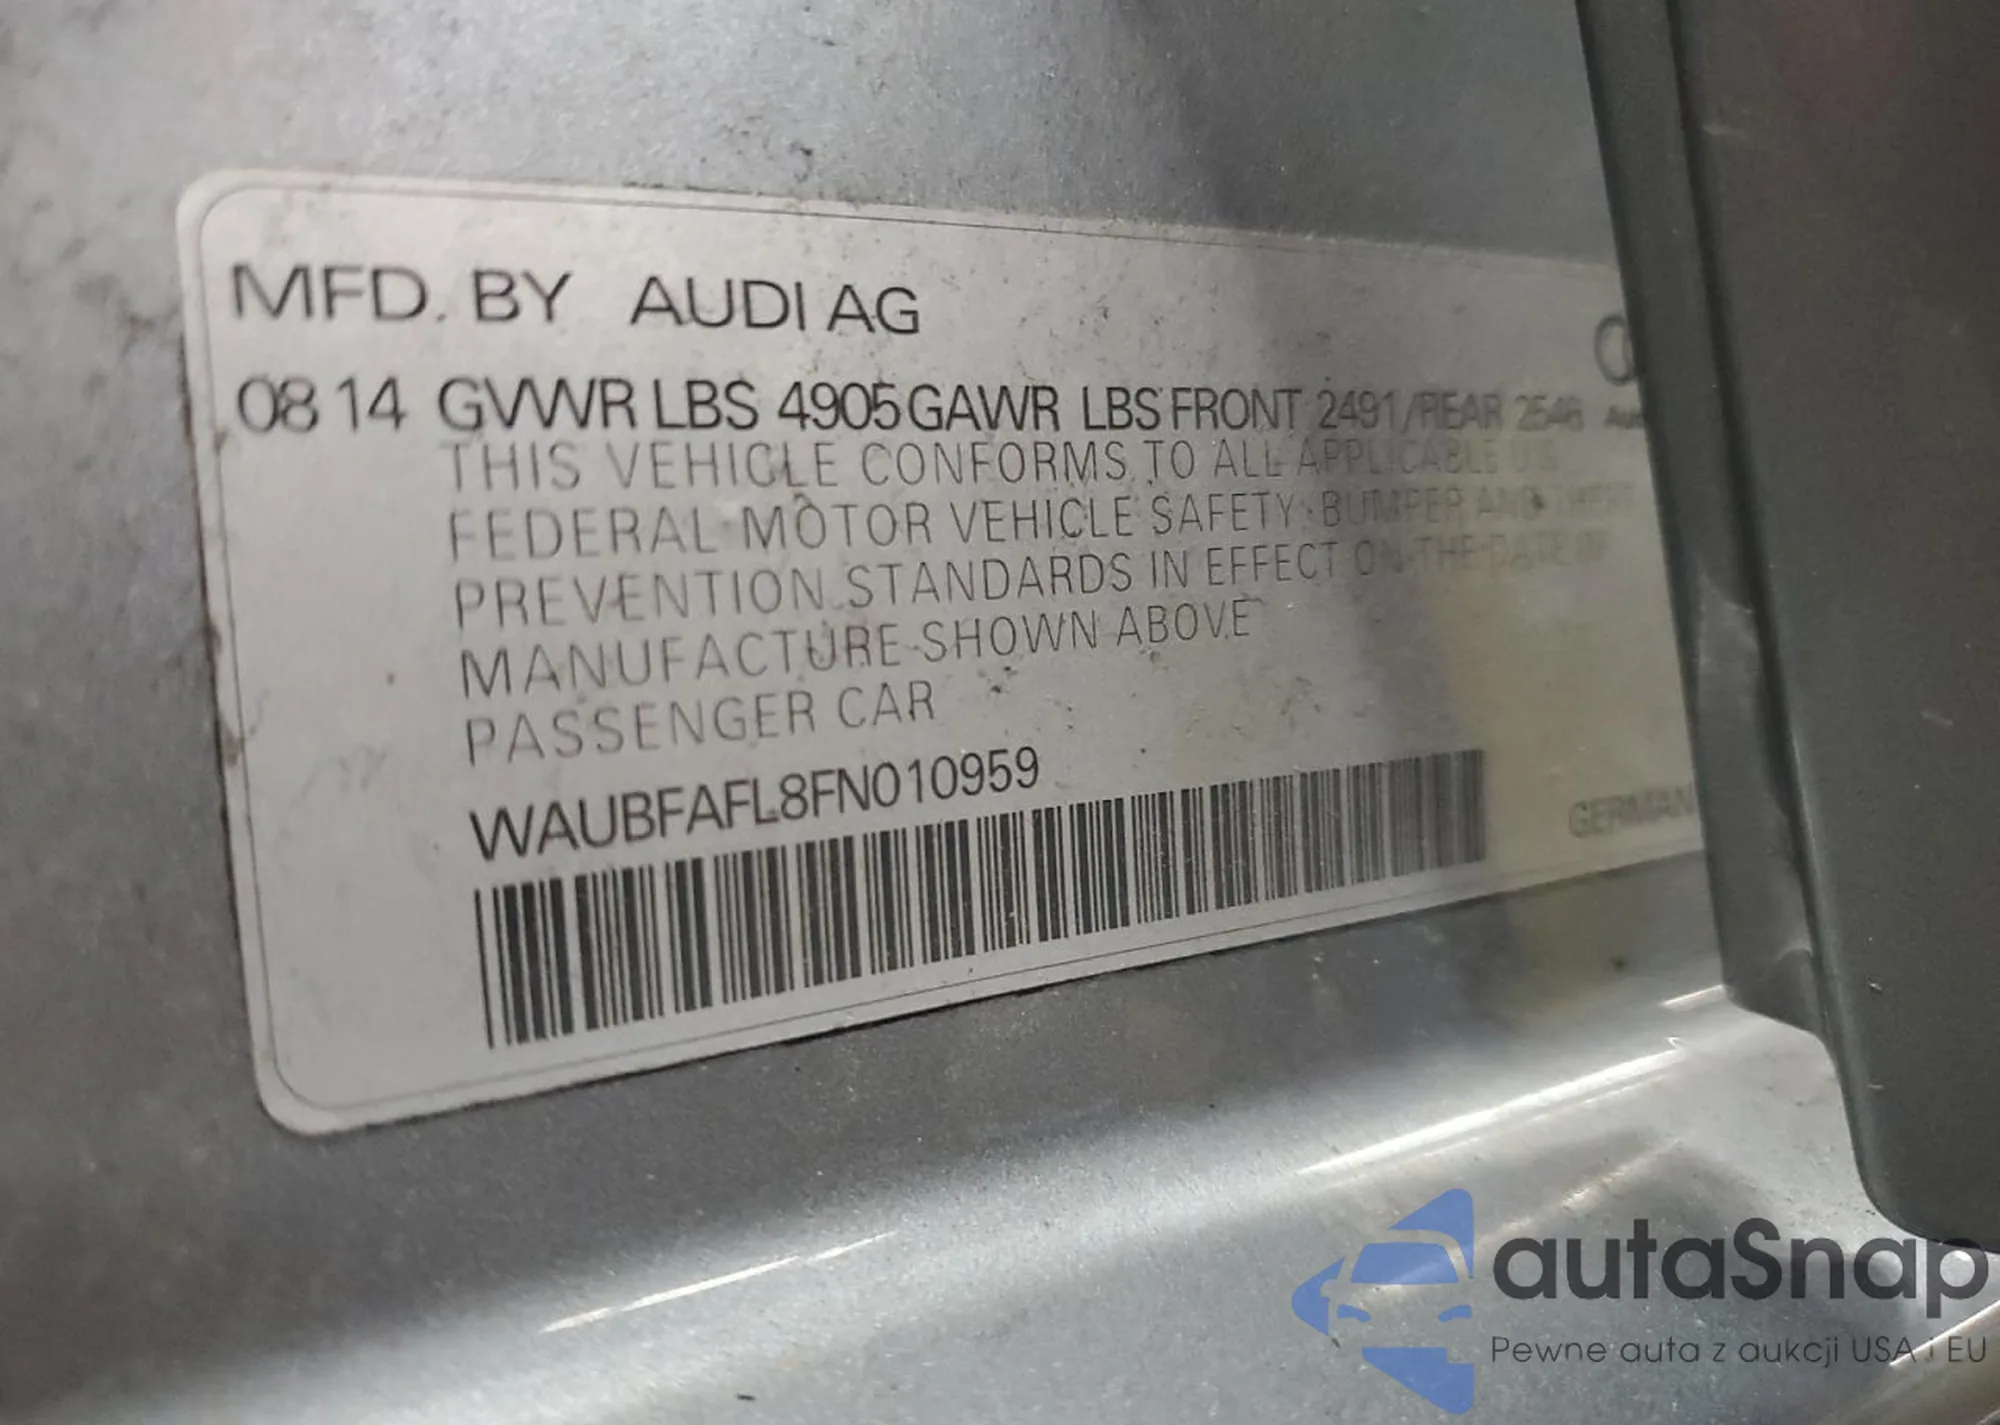 MFD. BY AUDI AG
08 14 GVWR LBS 4905 GAWR LBS FRONT 2491/REAR 2546
THIS VEHICLE CONFORMS TO ALL APPLICABLE U.S.
FEDERAL MOTOR VEHICLE SAFETY BUMPER AND THEFT
PREVENTION STANDARDS IN EFFECT ON THE DATE OF
MANUFACTURE SHOWN ABOVE
PASSENGER CAR
WAUBFAFL8FN010959
GERMAN
autaSnap
Pewne auta z aukcji USA i EU